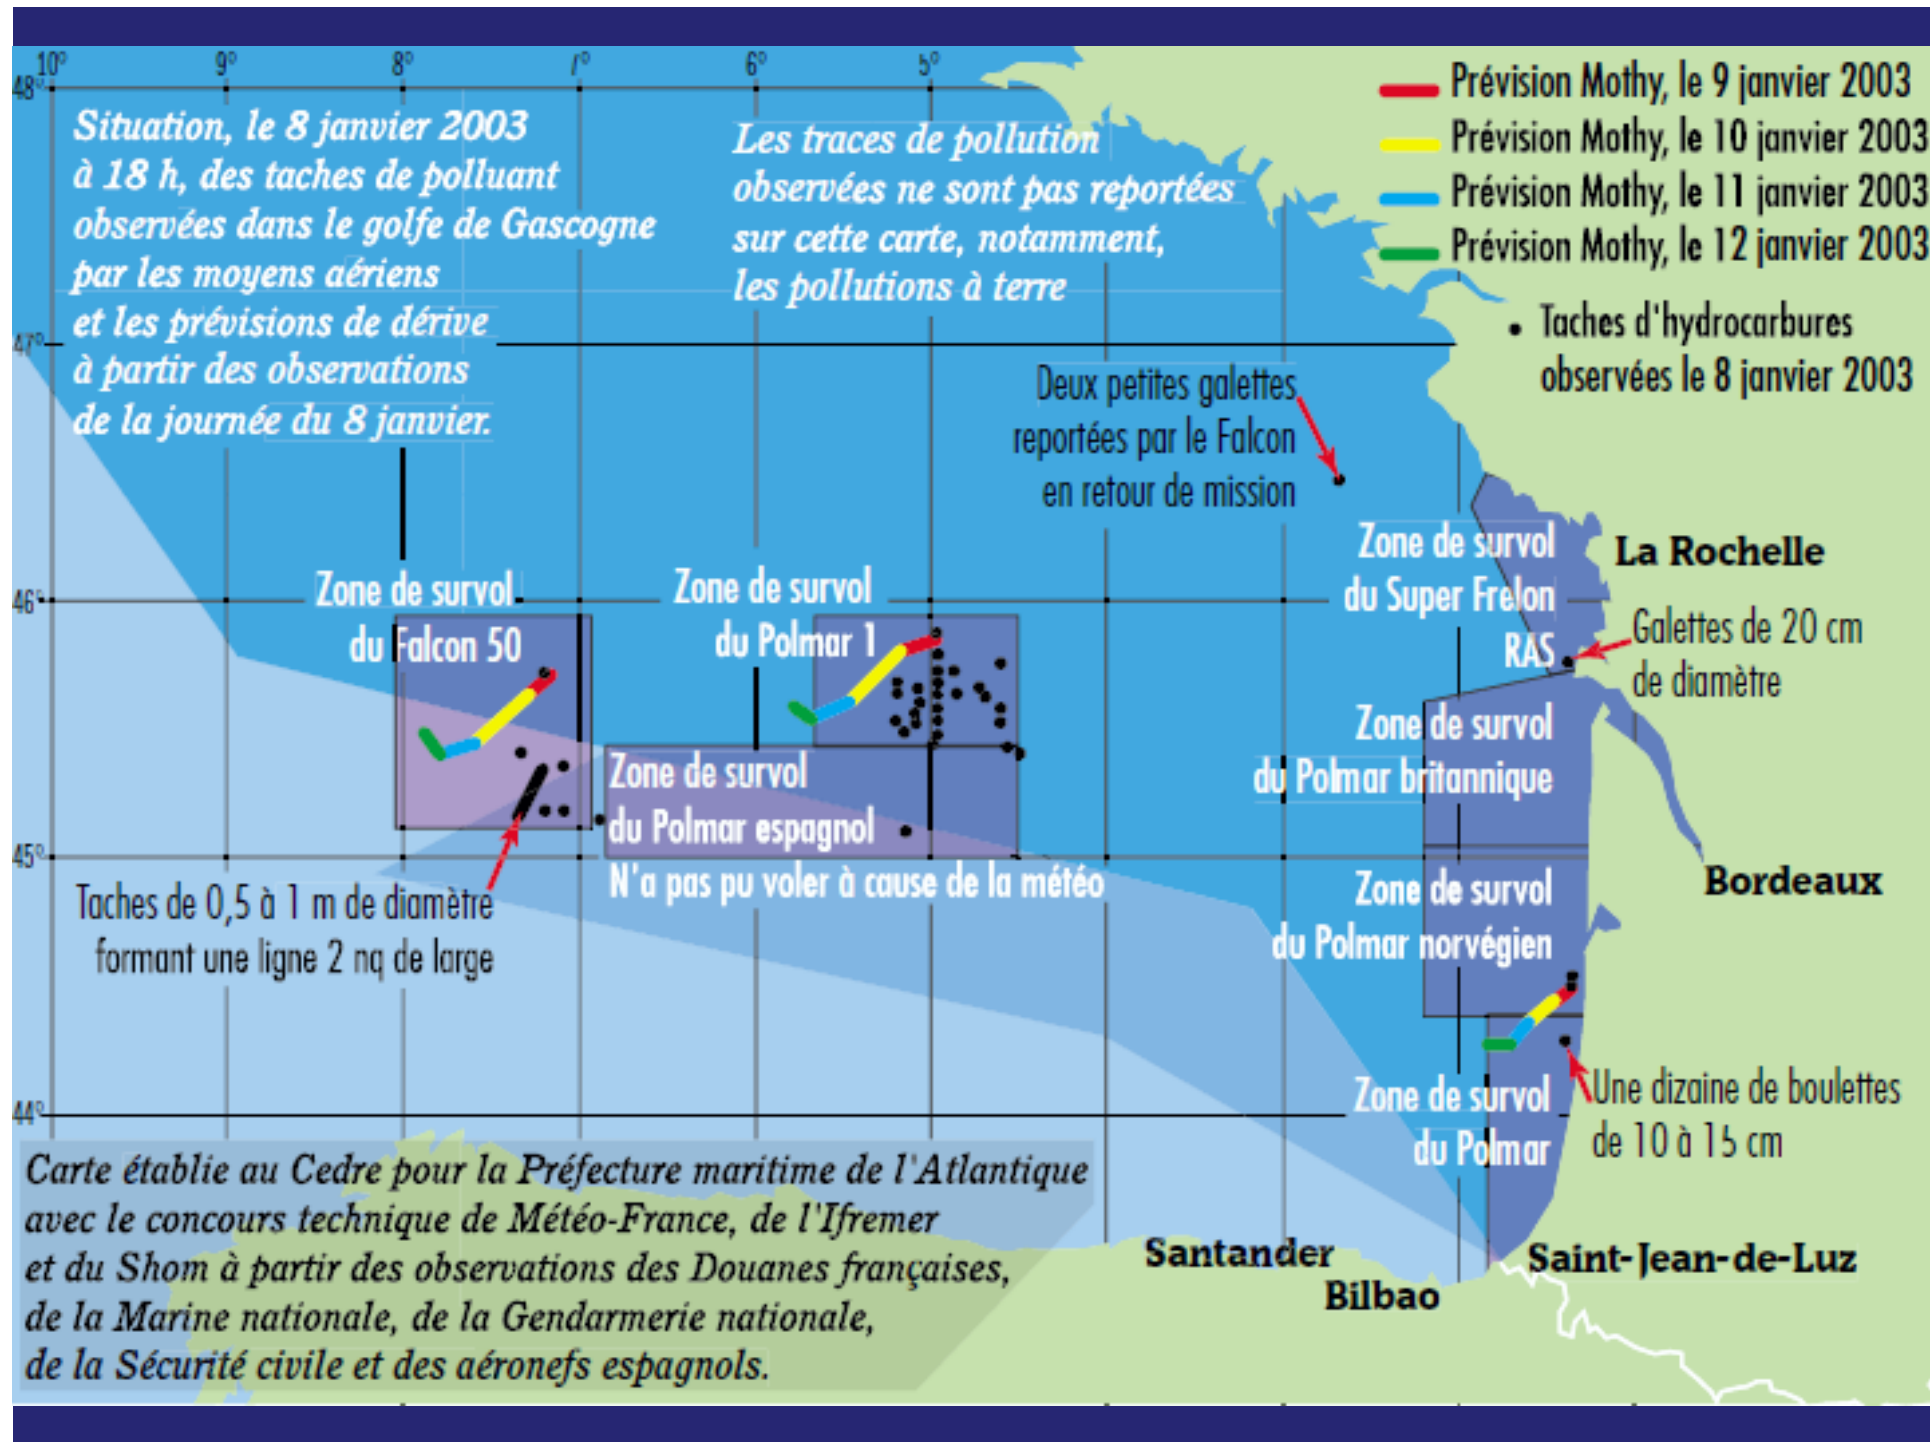 10°
9°
8°
7°
6°
5°
48°
47°
46°
45°
44°
Situation, le 8 janvier 2003
à 18 h, des taches de polluant
observées dans le golfe de Gascogne
par les moyens aériens
et les prévisions de dérive
à partir des observations
de la journée du 8 janvier.
Les traces de pollution
observées ne sont pas reportées
sur cette carte, notamment,
les pollutions à terre
Prévision Mothy, le 9 janvier 2003
Prévision Mothy, le 10 janvier 2003
Prévision Mothy, le 11 janvier 2003
Prévision Mothy, le 12 janvier 2003
Taches d'hydrocarbures
observées le 8 janvier 2003
Deux petites galettes
reportées par le Falcon
en retour de mission
Zone de survol
du Super Frelon
RAS
La Rochelle
Galettes de 20 cm
de diamètre
Zone de survol
du Falcon 50
Zone de survol
du Polmar 1
Zone de survol
du Polmar britannique
Zone de survol
du Polmar espagnol
N'a pas pu voler à cause de la météo
Bordeaux
Taches de 0,5 à 1 m de diamètre
formant une ligne 2 nq de large
Zone de survol
du Polmar norvégien
Zone de survol
du Polmar
Une dizaine de boulettes
de 10 à 15 cm
Carte établie au Cedre pour la Préfecture maritime de l'Atlantique
avec le concours technique de Météo-France, de l'Ifremer
et du Shom à partir des observations des Douanes françaises,
de la Marine nationale, de la Gendarmerie nationale,
de la Sécurité civile et des aéronefs espagnols.
Santander
Bilbao
Saint-Jean-de-Luz